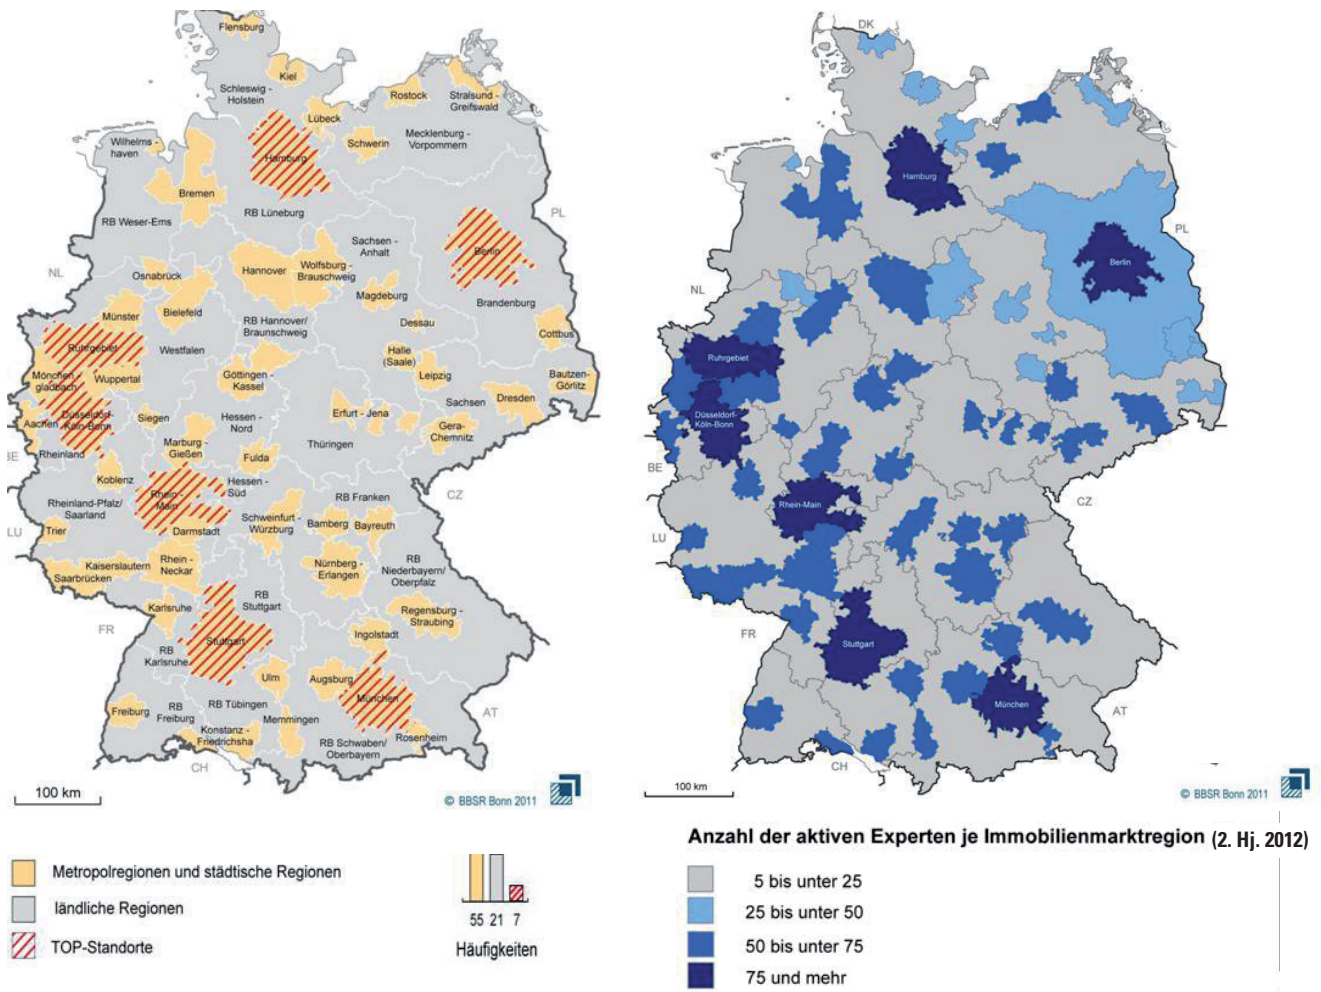 Flensburg
Kiel
Schleswig -
Holstein
Rostock
Stralsund -
Greifswald
Lübeck
Mecklenburg -
Vorpommern
Schwerin
Wilhelms -
haven
Hamburg
Bremen
RB Lüneburg
RB Weser-Ems
PL
Sachsen -
Anhalt
Berlin
NL
Osnabrück
Hannover
Wolfsburg -
Brauschweig
Magdeburg
Brandenburg
Münster
Bielefeld
RB Hannover/
Braunschweig
Dessau
Cottbus
Ruhrgebiet
Westfalen
Halle
(Saale)
Leipzig
Mönchen -
gladbach
Wuppertal
Göttingen -
Kassel
Bautzen-
Görlitz
Sachsen
Dresden
Düsseldorf-
Köln-Bonn
Aachen
Siegen
Hessen -
Nord
Erfurt - Jena
Gera-
Chemnitz
Marburg -
Gießen
Thüringen
Rheinland
BE
Fulda
Koblenz
Hessen -
Süd
Rhein -
Main
RB Franken
CZ
Rheinland-Pfalz/
Saarland
Darmstadt
Schweinfurt -
Würzburg
Bamberg
Bayreuth
LU
Trier
Kaiserslautern
Saarbrücken
Rhein -
Neckar
Nürnberg -
Erlangen
RB
Niederbayern/
Oberpfalz
RB
Stuttgart
Karlsruhe
Regensburg -
Straubing
FR
Stuttgart
Ingolstadt
RB
Karlsruhe
Ulm
Augsburg
München
Freiburg
RB
Freiburg
RB Tübingen
Memmingen
AT
Konstanz -
Friedrichsha
RB Schwaben/
Oberbayern
Rosenheim
CH
100 km
© BBSR Bonn 2011
Metropolregionen und städtische Regionen
ländliche Regionen
TOP-Standorte
55 21 7
Häufigkeiten
DK
Hamburg
PL
Berlin
NL
Ruhrgebiet
Düsseldorf-
Köln-Bonn
BE
Rhein-Main
CZ
LU
FR
Stuttgart
München
AT
CH
100 km
© BBSR Bonn 2011
Anzahl der aktiven Experten je Immobilienmarktregion (2. Hj. 2012)
5 bis unter 25
25 bis unter 50
50 bis unter 75
75 und mehr